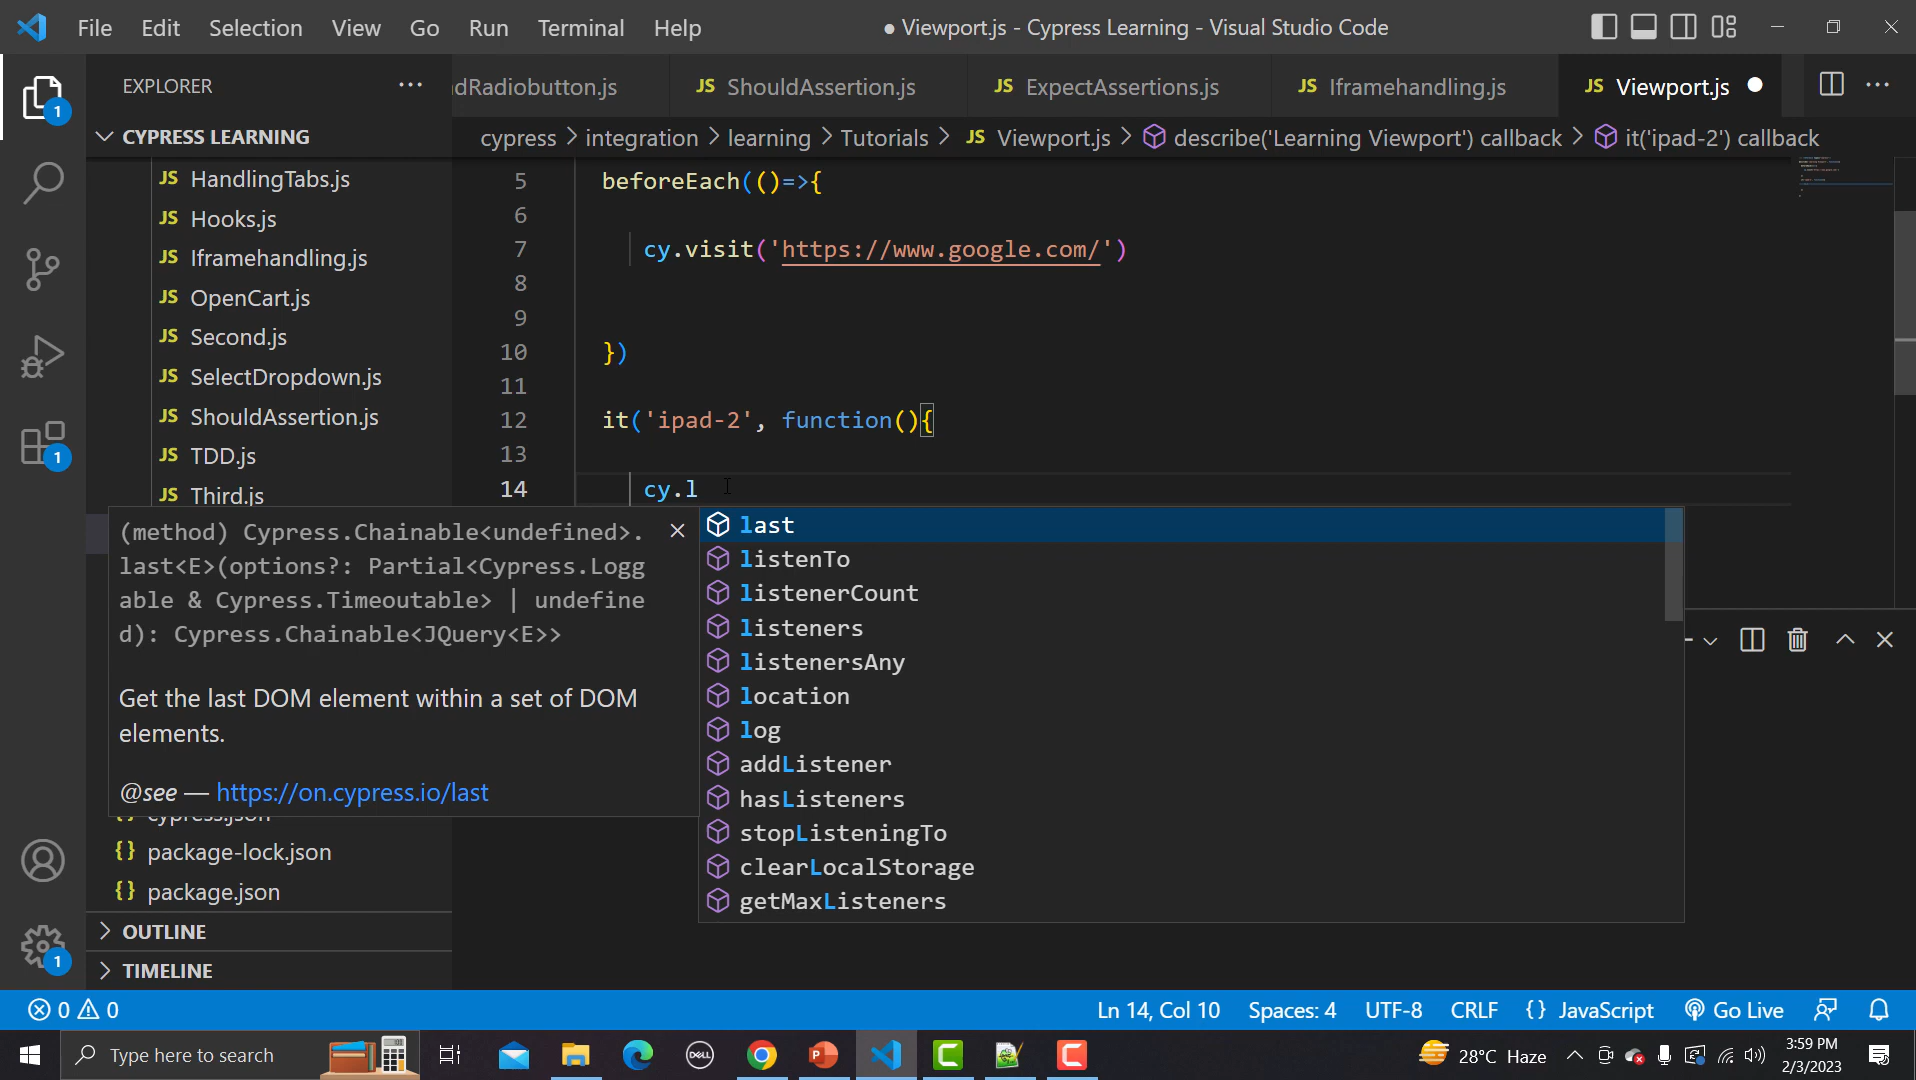 File Edit Selection View Go Run Terminal Help
● Viewport.js - Cypress Learning - Visual Studio Code
EXPLORER
dRadiobutton.js
JS ShouldAssertion.js
JS ExpectAssertions.js
JS Iframehandling.js
JS Viewport.js
1
CYPRESS LEARNING
cypress > integration > learning > Tutorials > JS Viewport.js > describe('Learning Viewport') callback > it('ipad-2') callback
JS HandlingTabs.js
JS Hooks.js
JS Iframehandling.js
JS OpenCart.js
JS Second.js
JS SelectDropdown.js
JS ShouldAssertion.js
JS TDD.js
JS Third.js
1
5 beforeEach(()=>{
6
7 cy.visit('https://www.google.com/')
8
9
10 })
11
12 it('ipad-2', function(){
13
14 cy.l
(method) Cypress.Chainable<undefined>.
last<E>(options?: Partial<Cypress.Logg
able & Cypress.Timeoutable> | undefine
d): Cypress.Chainable<JQuery<E>>
Get the last DOM element within a set of DOM
elements.
@see — https://on.cypress.io/last
last
listenTo
listenerCount
listeners
listenersAny
location
log
addListener
hasListeners
stopListeningTo
clearLocalStorage
getMaxListeners
{} cypress.json
{} package-lock.json
{} package.json
OUTLINE
TIMELINE
1
0 0
Ln 14, Col 10 Spaces: 4 UTF-8 CRLF {} JavaScript Go Live
Type here to search
DELL
28°C Haze
3:59 PM
2/3/2023